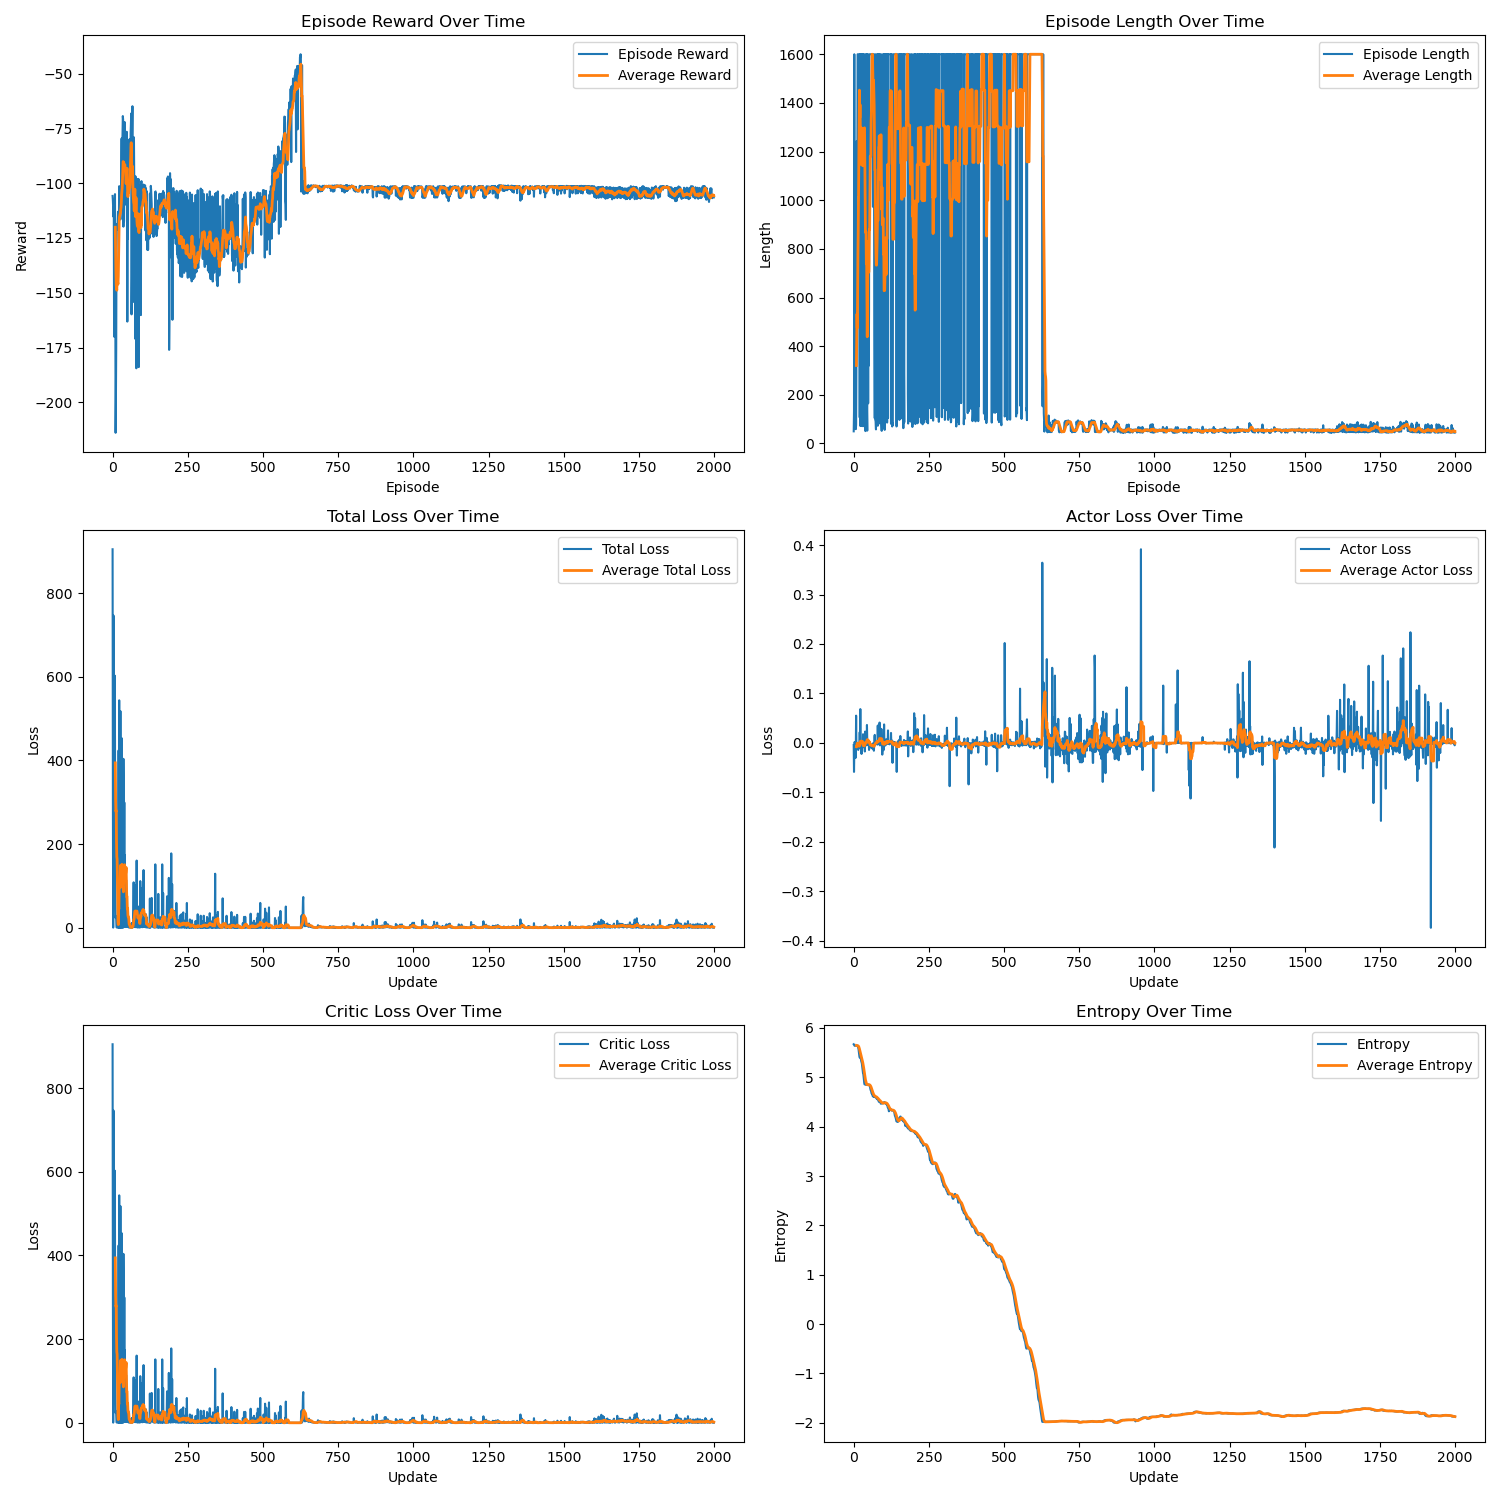 Episode Reward Over Time
Episode Reward
Average Reward
−50
−75
−100
−125
−150
−175
−200
Reward
0 250 500 750 1000 1250 1500 1750 2000
Episode
Episode Length Over Time
Episode Length
Average Length
1600
1400
1200
1000
800
600
400
200
0
Length
0 250 500 750 1000 1250 1500 1750 2000
Episode
Total Loss Over Time
Total Loss
Average Total Loss
800
600
400
200
0
Loss
0 250 500 750 1000 1250 1500 1750 2000
Update
Actor Loss Over Time
Actor Loss
Average Actor Loss
0.4
0.3
0.2
0.1
0.0
−0.1
−0.2
−0.3
−0.4
Loss
0 250 500 750 1000 1250 1500 1750 2000
Update
Critic Loss Over Time
Critic Loss
Average Critic Loss
800
600
400
200
0
Loss
0 250 500 750 1000 1250 1500 1750 2000
Update
Entropy Over Time
Entropy
Average Entropy
6
5
4
3
2
1
0
−1
−2
Entropy
0 250 500 750 1000 1250 1500 1750 2000
Update